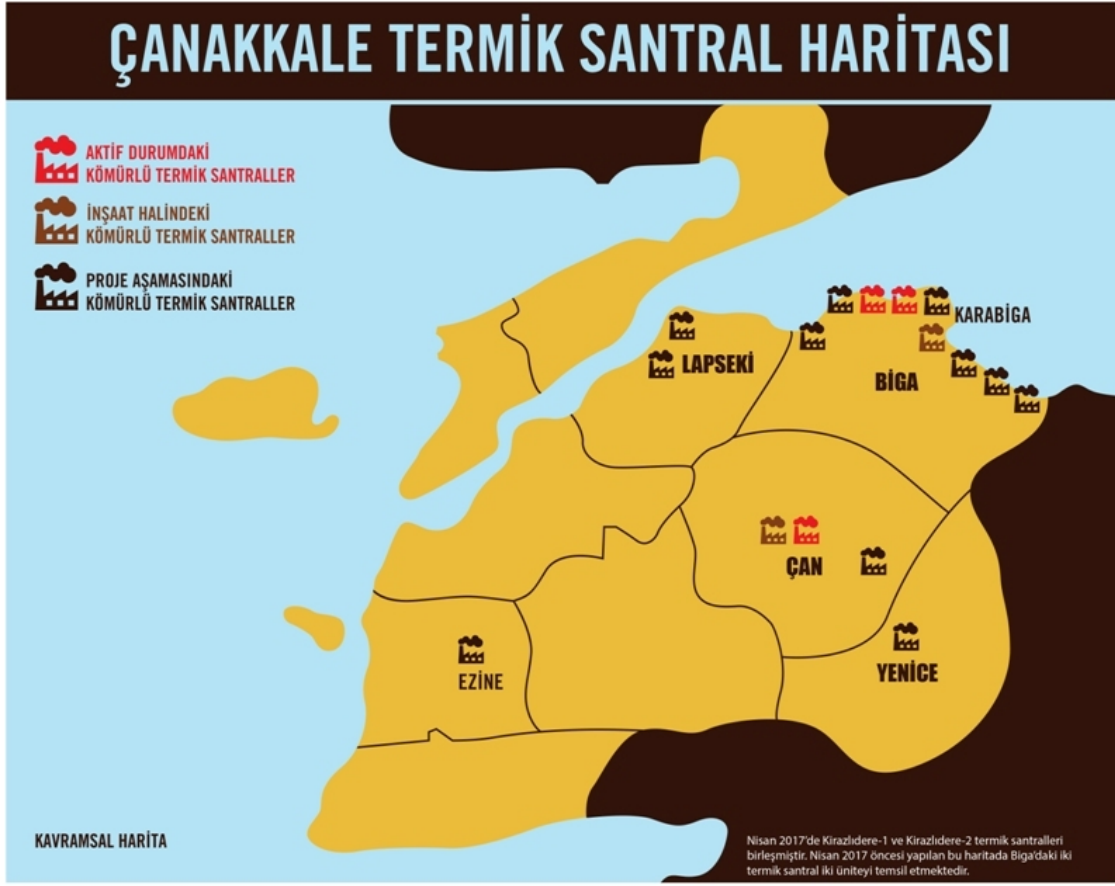 ÇANAKKALE TERMİK SANTRAL HARİTASI
AKTİF DURUMDAKİ
KÖMÜRLÜ TERMİK SANTRALLER
İNŞAAT HALİNDEKİ
KÖMÜRLÜ TERMİK SANTRALLER
PROJE AŞAMASINDAKİ
KÖMÜRLÜ TERMİK SANTRALLER
KARABİGA
LAPSEKİ
BİGA
ÇAN
YENİCE
EZİNE
KAVRAMSAL HARİTA
Nisan 2017'de Kirazlıdere-1 ve Kirazlıdere-2 termik santralleri
birleşmiştir. Nisan 2017 öncesi yapılan bu haritada Biga'daki iki
termik santral iki üniteyi temsil etmektedir.